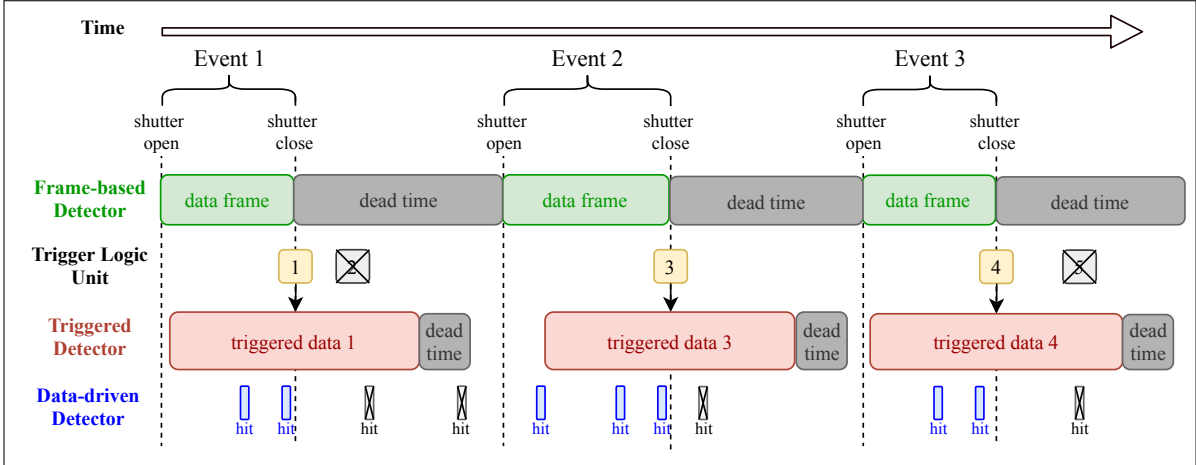 Time
Event 1
Event 2
Event 3
shutter
open
shutter
close
shutter
open
shutter
close
shutter
open
shutter
close
Frame-based
Detector
data frame
dead time
data frame
dead time
data frame
dead time
Trigger Logic
Unit
1
2
3
4
5
Triggered
Detector
triggered data 1
dead
time
triggered data 3
dead
time
triggered data 4
dead
time
Data-driven
Detector
hit
hit
hit
hit
hit
hit
hit
hit
hit
hit
hit